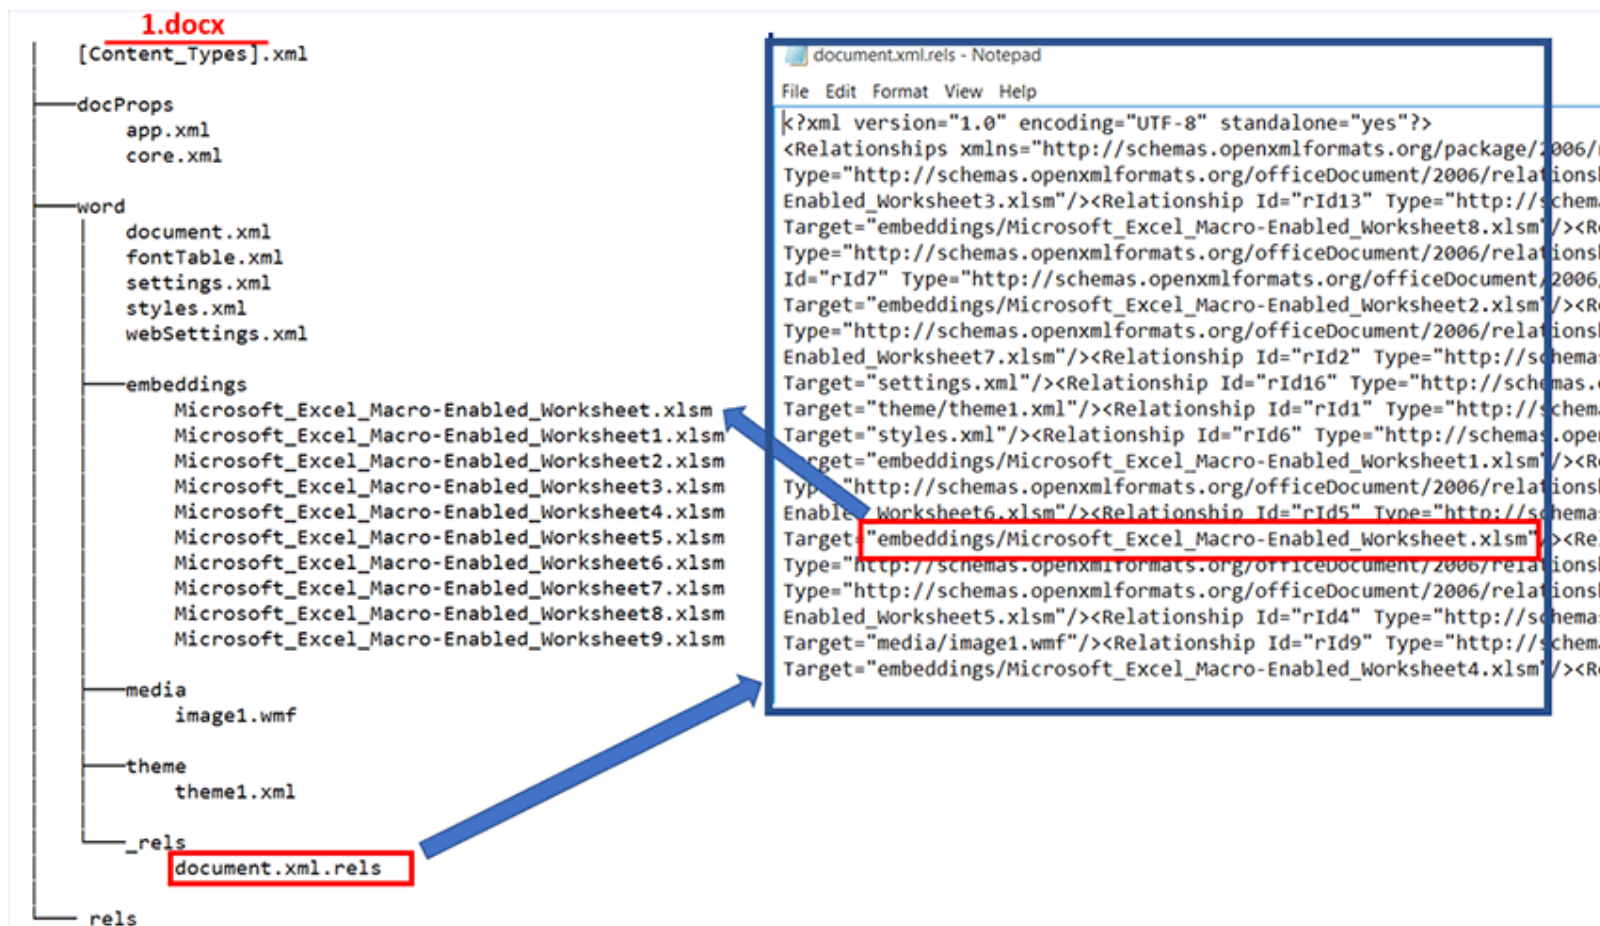 1.docx
[Content_Types].xml
docProps
app.xml
core.xml
word
document.xml
fontTable.xml
settings.xml
styles.xml
webSettings.xml
embeddings
Microsoft_Excel_Macro-Enabled_Worksheet.xlsm
Microsoft_Excel_Macro-Enabled_Worksheet1.xlsm
Microsoft_Excel_Macro-Enabled_Worksheet2.xlsm
Microsoft_Excel_Macro-Enabled_Worksheet3.xlsm
Microsoft_Excel_Macro-Enabled_Worksheet4.xlsm
Microsoft_Excel_Macro-Enabled_Worksheet5.xlsm
Microsoft_Excel_Macro-Enabled_Worksheet6.xlsm
Microsoft_Excel_Macro-Enabled_Worksheet7.xlsm
Microsoft_Excel_Macro-Enabled_Worksheet8.xlsm
Microsoft_Excel_Macro-Enabled_Worksheet9.xlsm
media
image1.wmf
theme
theme1.xml
_rels
document.xml.rels
rels
document.xml.rels - Notepad
File Edit Format View Help
<?xml version="1.0" encoding="UTF-8" standalone="yes"?>
<Relationships xmlns="http://schemas.openxmlformats.org/package/2006/
Type="http://schemas.openxmlformats.org/officeDocument/2006/relations
Enabled_Worksheet3.xlsm"/><Relationship Id="rId13" Type="http://schema
Target="embeddings/Microsoft_Excel_Macro-Enabled_Worksheet8.xlsm"/><R
Type="http://schemas.openxmlformats.org/officeDocument/2006/relations
Id="rId7" Type="http://schemas.openxmlformats.org/officeDocument/2006/
Target="embeddings/Microsoft_Excel_Macro-Enabled_Worksheet2.xlsm"/><R
Type="http://schemas.openxmlformats.org/officeDocument/2006/relations
Enabled_Worksheet7.xlsm"/><Relationship Id="rId2" Type="http://schemas
Target="settings.xml"/><Relationship Id="rId16" Type="http://schemas.
Target="theme/theme1.xml"/><Relationship Id="rId1" Type="http://schema
Target="styles.xml"/><Relationship Id="rId6" Type="http://schemas.open
rget="embeddings/Microsoft_Excel_Macro-Enabled_Worksheet1.xlsm"/><R
Typ "http://schemas.openxmlformats.org/officeDocument/2006/relations
Enable _Worksheet6.xlsm"/><Relationship Id="rId5" Type="http://schemas
Target "embeddings/Microsoft_Excel_Macro-Enabled_Worksheet.xlsm"/><Re
Type="http://schemas.openxmlformats.org/officeDocument/2006/relations
Type="http://schemas.openxmlformats.org/officeDocument/2006/relations
Enabled_Worksheet5.xlsm"/><Relationship Id="rId4" Type="http://schemas
Target="media/image1.wmf"/><Relationship Id="rId9" Type="http://schema
Target="embeddings/Microsoft_Excel_Macro-Enabled_Worksheet4.xlsm"/><R